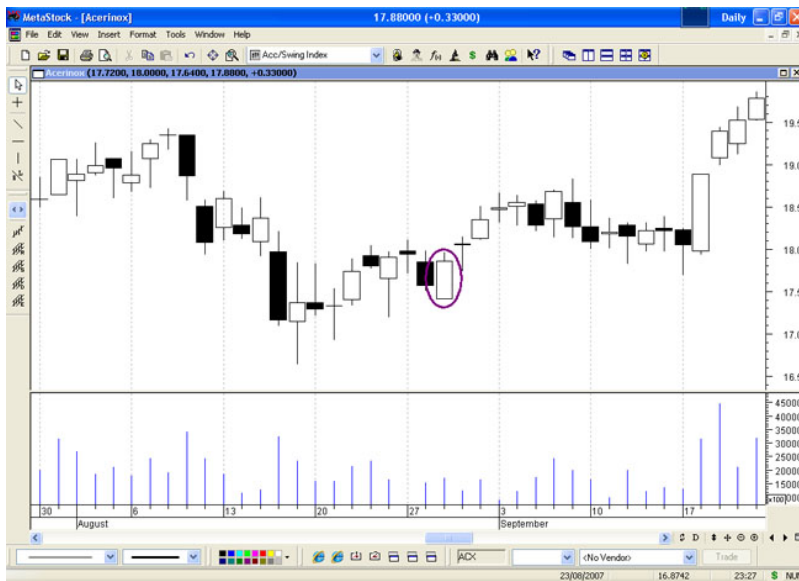 MetaStock - [Acerinox] 17.88000 (+0.33000) Daily
File Edit View Insert Format Tools Window Help
Acc/Swing Index
Acerinox (17.7200, 18.0000, 17.6400, 17.8800, +0.33000)
19.5
19.0
18.5
18.0
17.5
17.0
16.5
45000
40000
35000
30000
25000
20000
15000
x100
30 6 13 20 27 3 10 17
August September
D
ACX <No Vendor> Trade
23/08/2007 16.8742 23:27 $ NU